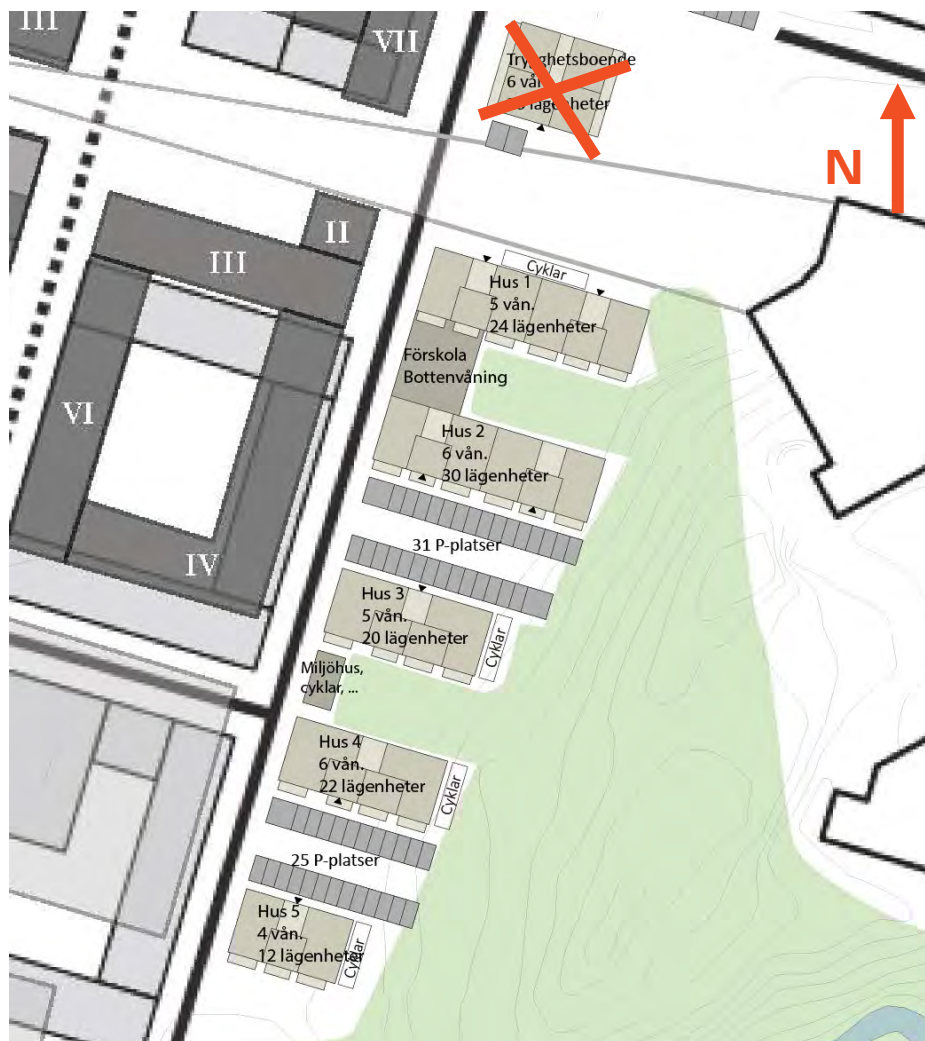 III
VII
Trygghetsboende
6 vån.
lägenheter
N
II
III
Cyklar
Hus 1
5 vån.
24 lägenheter
Förskola
Bottenvåning
VI
Hus 2
6 vån.
30 lägenheter
31 P-platser
IV
Hus 3
5 vån.
20 lägenheter
Cyklar
Miljöhus,
cyklar, ...
Hus 4
6 vån.
22 lägenheter
Cyklar
25 P-platser
Hus 5
4 vån.
12 lägenheter
Cyklar